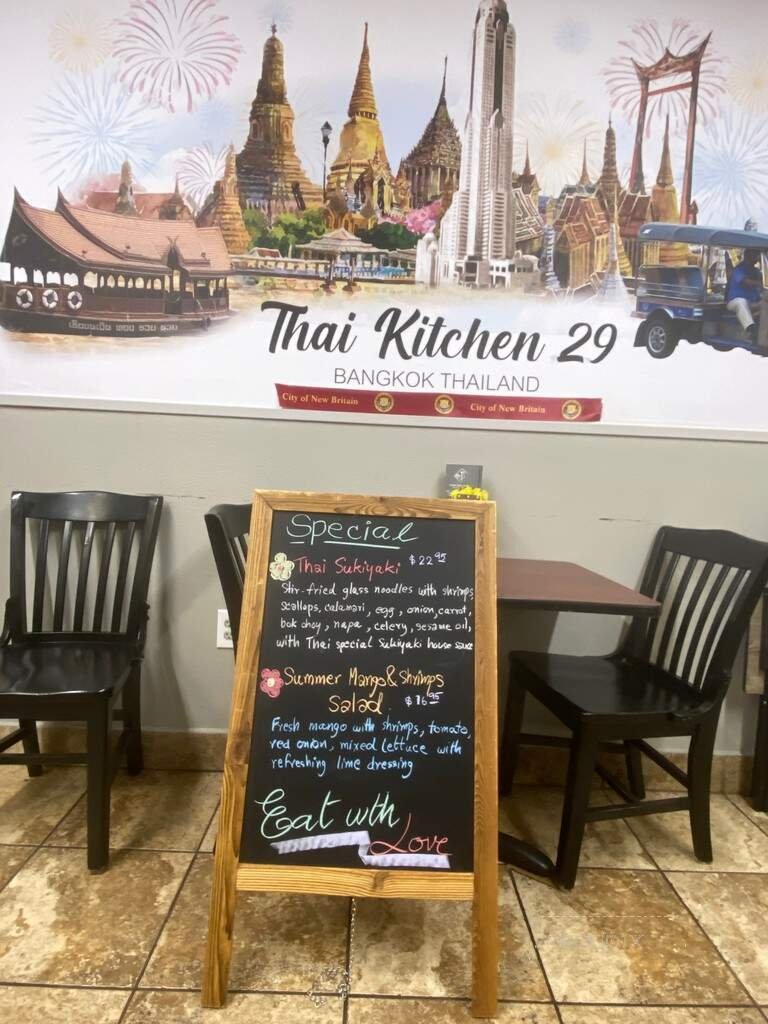 Thai Kitchen 29
BANGKOK THAILAND
City of New Britain City of New Britain
Special
Thai Sukiyaki $22.95
Stir-fried glass noodles with shrimps,
scallops, calamari, egg, onion, carrot,
bok choy, napa, celery, sesame oil,
with Thai special Sukiyaki house sauce
Summer Mango & Shrimps
Salad $16.95
Fresh mango with shrimps, tomato,
red onion, mixed lettuce with
refreshing lime dressing
Eat with
Love